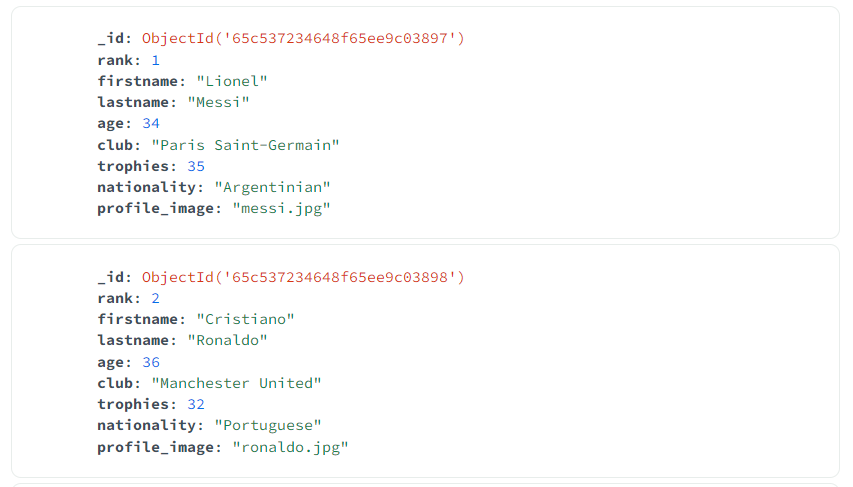 _id: ObjectId('65c537234648f65ee9c03897')
rank: 1
firstname: "Lionel"
lastname: "Messi"
age: 34
club: "Paris Saint-Germain"
trophies: 35
nationality: "Argentinian"
profile_image: "messi.jpg"
_id: ObjectId('65c537234648f65ee9c03898')
rank: 2
firstname: "Cristiano"
lastname: "Ronaldo"
age: 36
club: "Manchester United"
trophies: 32
nationality: "Portuguese"
profile_image: "ronaldo.jpg"